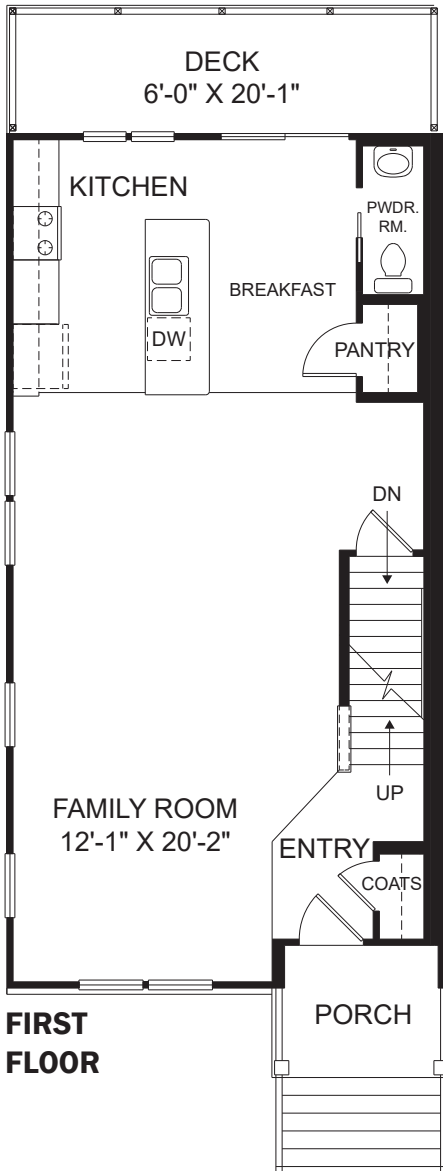 DECK
6'-0" X 20'-1"
KITCHEN
PWDR.
RM.
BREAKFAST
DW
PANTRY
DN
UP
FAMILY ROOM
12'-1" X 20'-2"
ENTRY
COATS
PORCH
FIRST
FLOOR